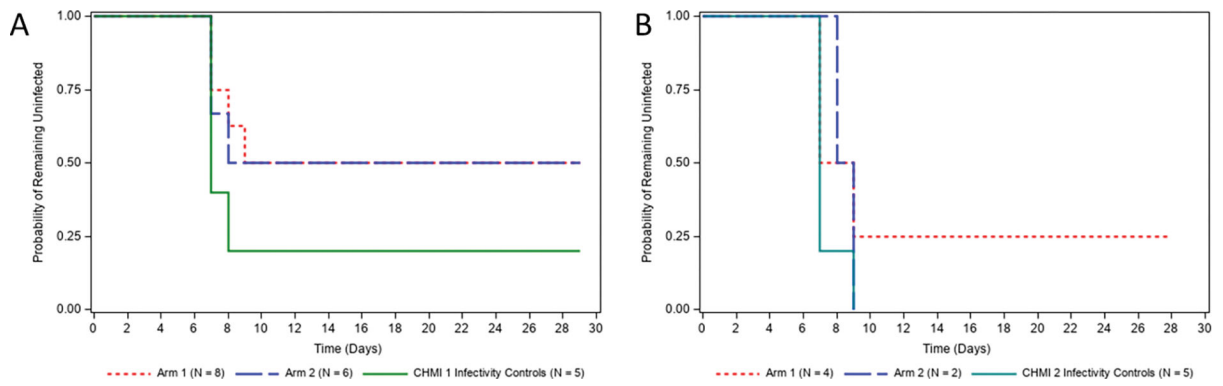 A
Probability of Remaining Uninfected
1.00
0.75
0.50
0.25
0.00
0 2 4 6 8 10 12 14 16 18 20 22 24 26 28 30
Time (Days)
Arm 1 (N = 8) Arm 2 (N = 6) CHMI 1 Infectivity Controls (N = 5)
B
Probability of Remaining Uninfected
1.00
0.75
0.50
0.25
0.00
0 2 4 6 8 10 12 14 16 18 20 22 24 26 28 30
Time (Days)
Arm 1 (N = 4) Arm 2 (N = 2) CHMI 2 Infectivity Controls (N = 5)